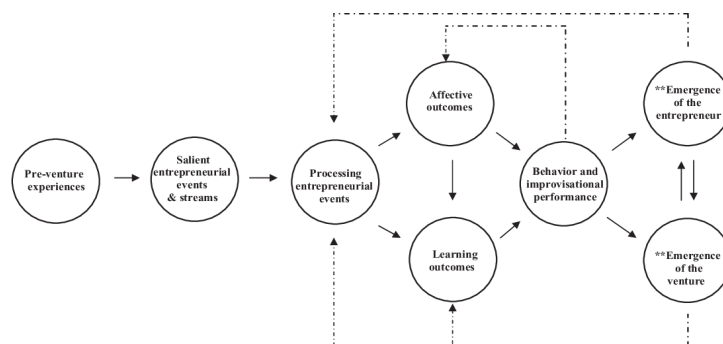 Pre-venture
experiences
Salient
entrepreneurial
events
& streams
Processing
entrepreneurial
events
Affective
outcomes
Learning
outcomes
Behavior and
improvisational
performance
**Emergence
of the
entrepreneur
**Emergence
of the
venture